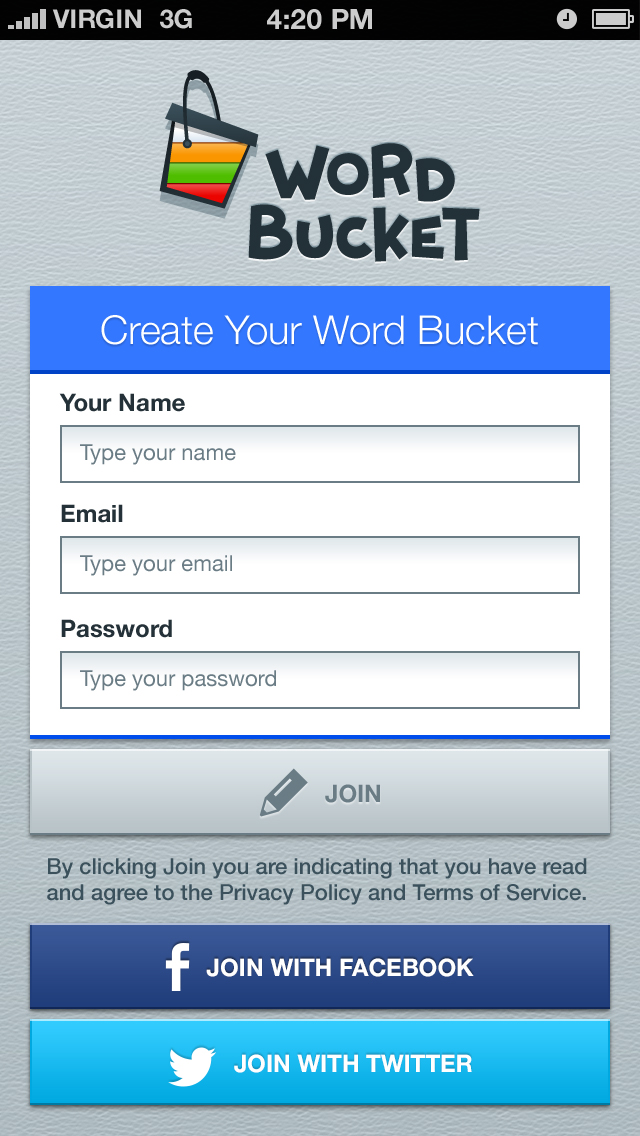 VIRGIN 3G 4:20 PM
WORD
BUCKET
Create Your Word Bucket
Your Name
Type your name
Email
Type your email
Password
Type your password
JOIN
By clicking Join you are indicating that you have read
and agree to the Privacy Policy and Terms of Service.
f JOIN WITH FACEBOOK
JOIN WITH TWITTER